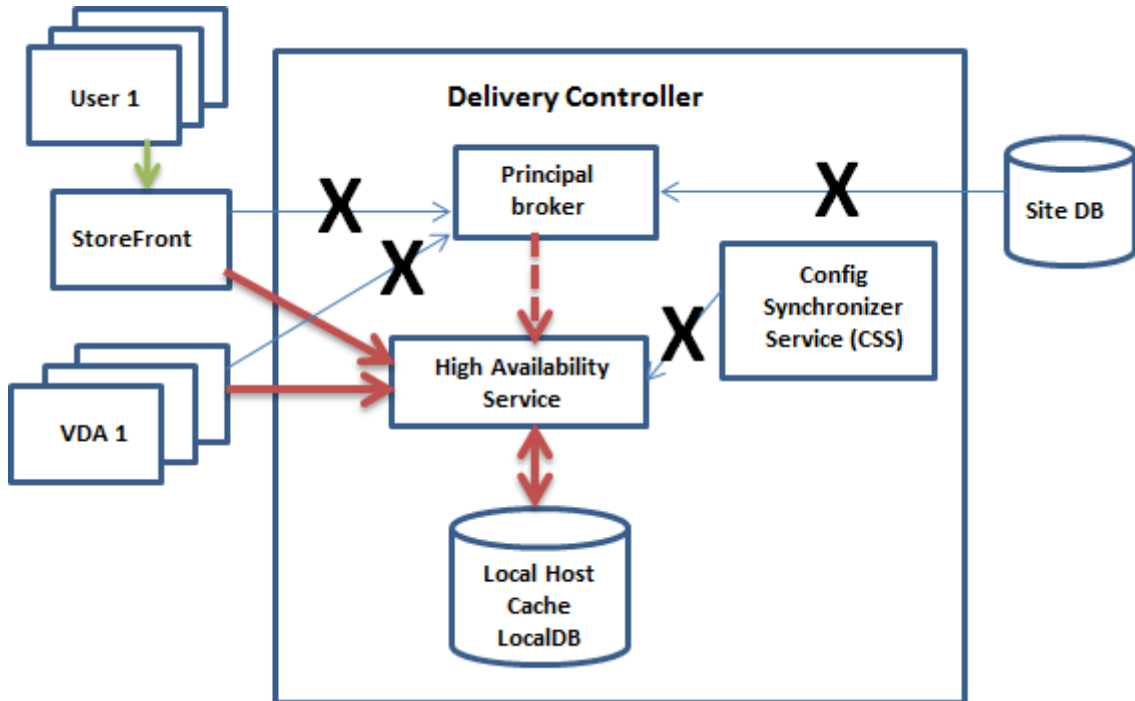 User 1
Delivery Controller
Principal
broker
X
X
Site DB
StoreFront
X
Config
Synchronizer
Service (CSS)
X
High Availability
Service
VDA 1
Local Host
Cache
LocalDB